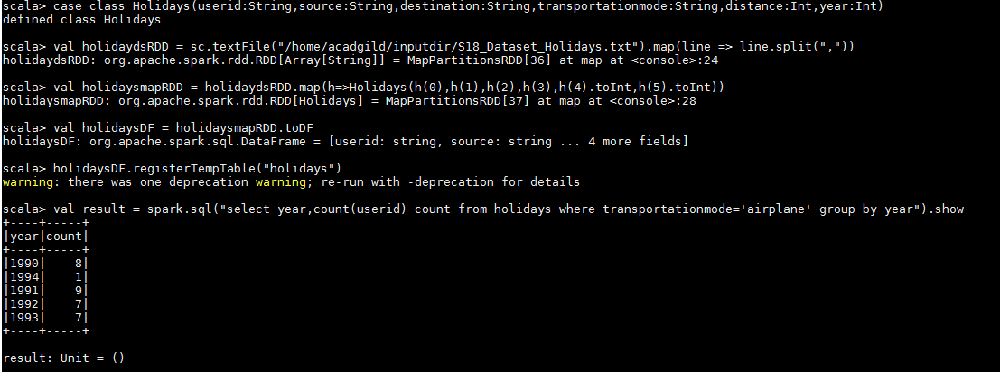 scala> case class Holidays(userid:String,source:String,destination:String,transportationmode:String,distance:Int,year:Int)
defined class Holidays
scala> val holidaydsRDD = sc.textFile("/home/acadgild/inputdir/S18_Dataset_Holidays.txt").map(line => line.split(","))
holidaydsRDD: org.apache.spark.rdd.RDD[Array[String]] = MapPartitionsRDD[36] at map at <console>:24
scala> val holidaysmapRDD = holidaydsRDD.map(h=>Holidays(h(0),h(1),h(2),h(3),h(4).toInt,h(5).toInt))
holidaysmapRDD: org.apache.spark.rdd.RDD[Holidays] = MapPartitionsRDD[37] at map at <console>:28
scala> val holidaysDF = holidaysmapRDD.toDF
holidaysDF: org.apache.spark.sql.DataFrame = [userid: string, source: string ... 4 more fields]
scala> holidaysDF.registerTempTable("holidays")
warning: there was one deprecation warning; re-run with -deprecation for details
scala> val result = spark.sql("select year,count(userid) count from holidays where transportationmode='airplane' group by year").show
+----+-----+
|year|count|
+----+-----+
|1990|    8|
|1994|    1|
|1991|    9|
|1992|    7|
|1993|    7|
+----+-----+
result: Unit = ()